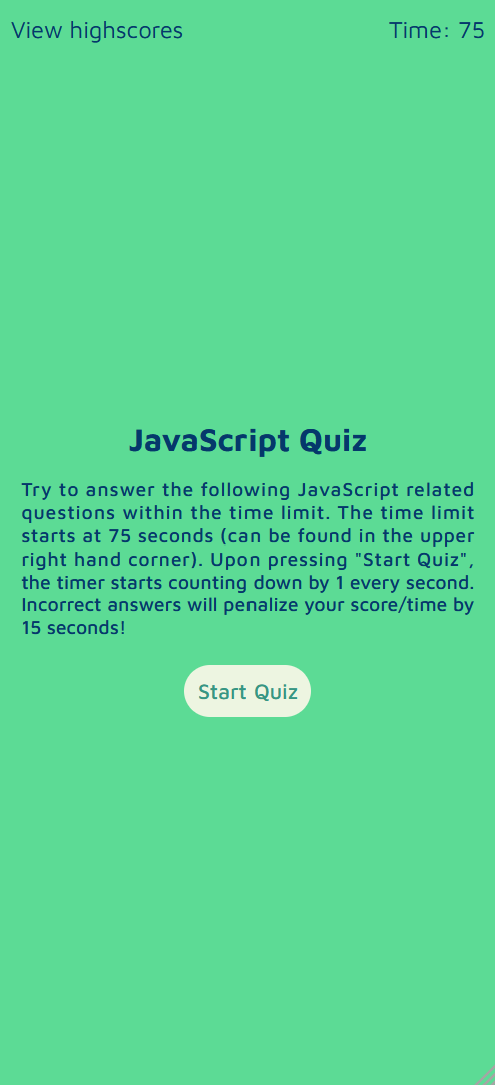 View highscores
Time: 75
JavaScript Quiz
Try to answer the following JavaScript related
questions within the time limit. The time limit
starts at 75 seconds (can be found in the upper
right hand corner). Upon pressing "Start Quiz",
the timer starts counting down by 1 every second.
Incorrect answers will penalize your score/time by
15 seconds!
Start Quiz